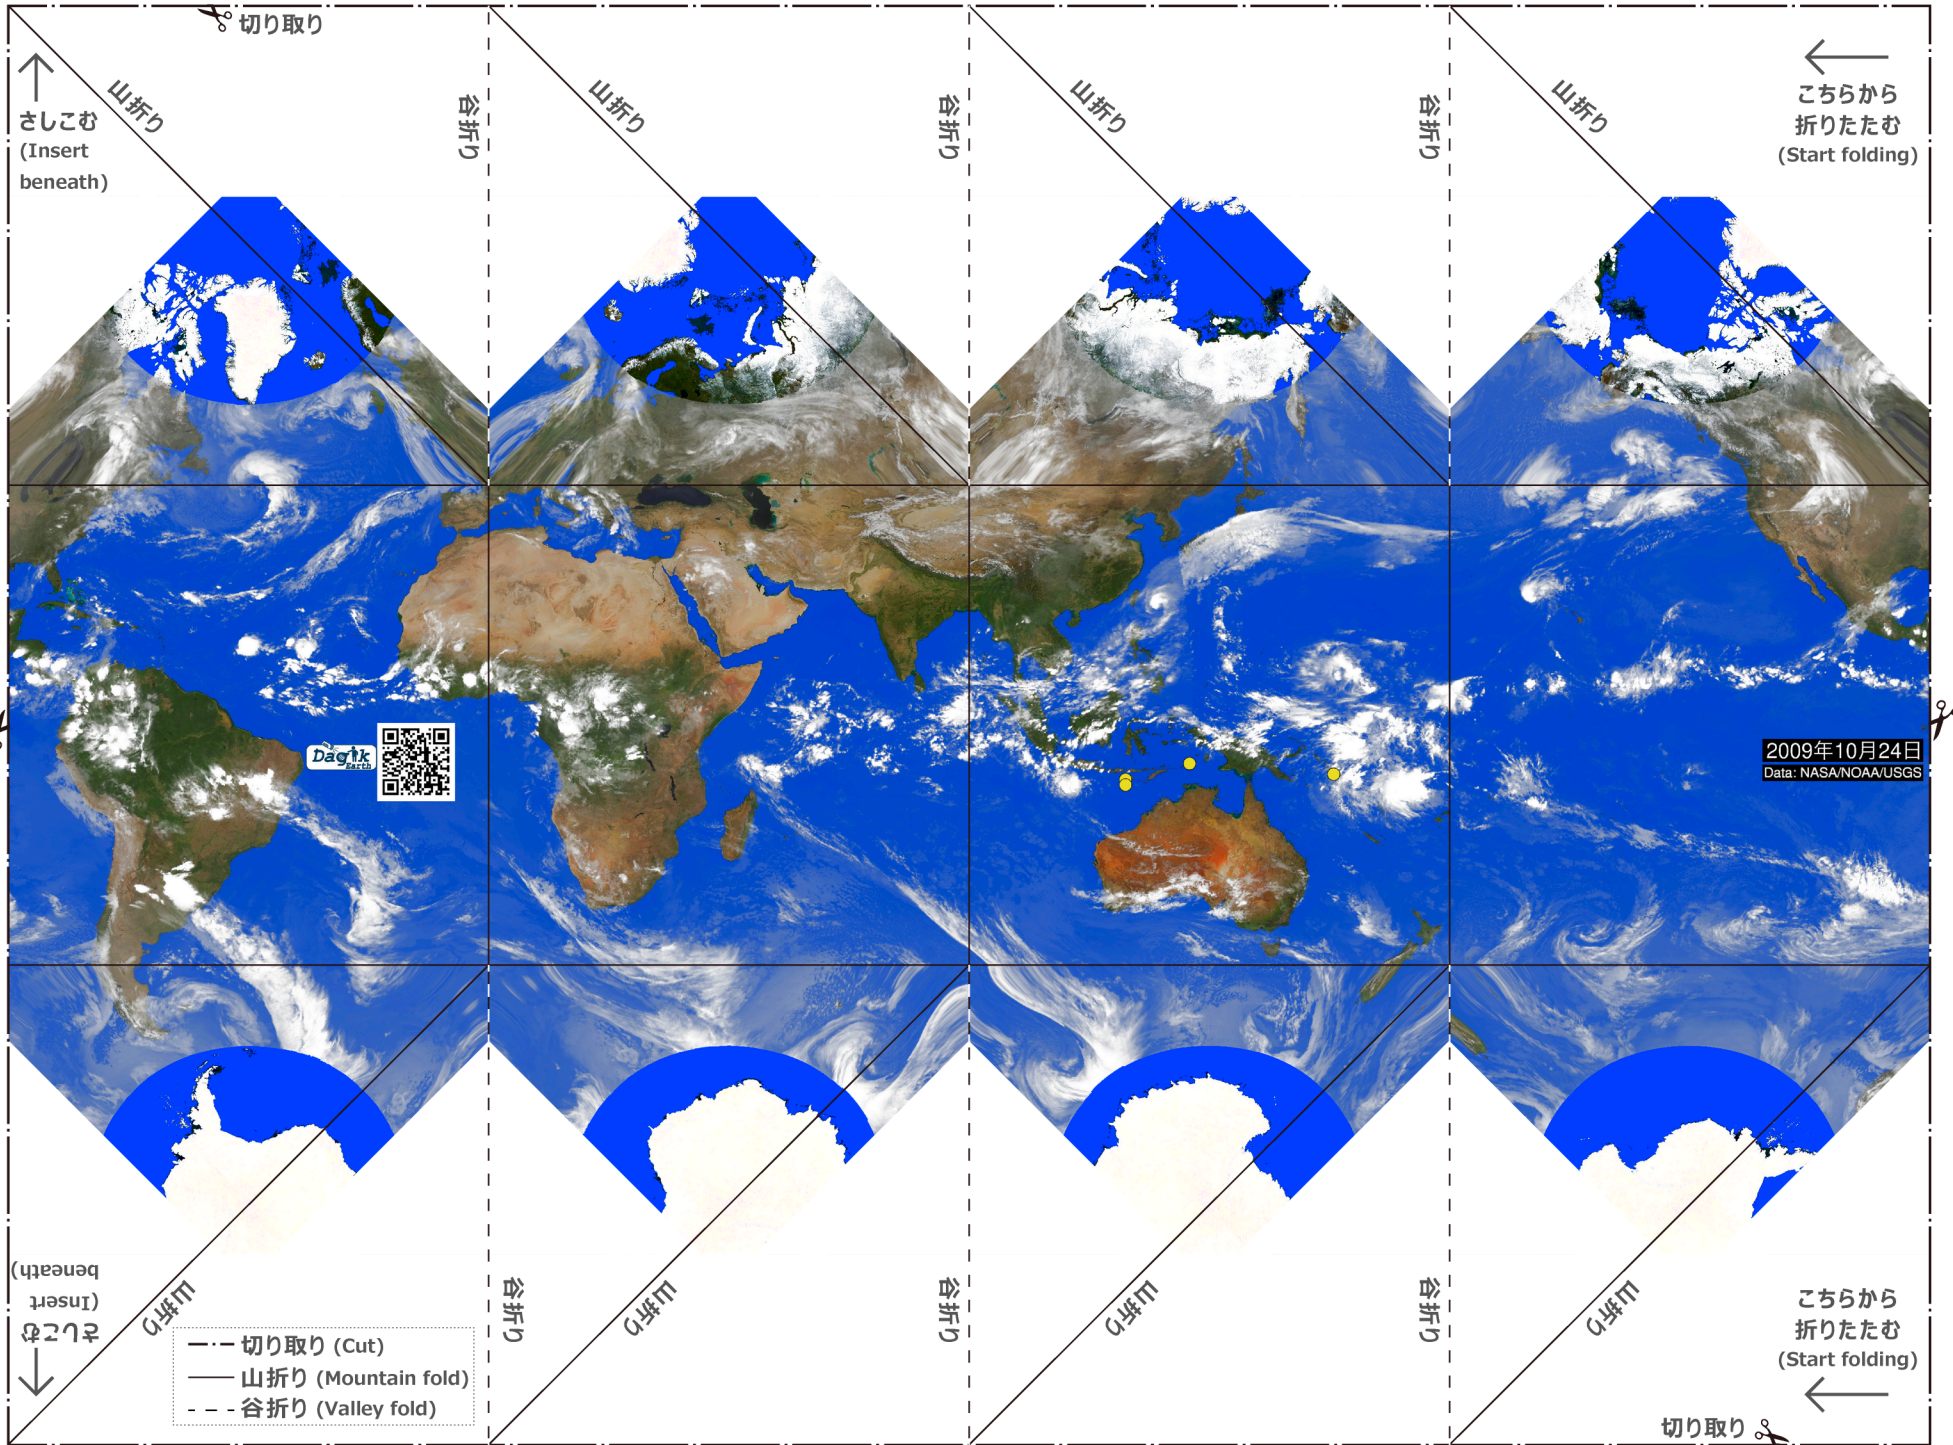 切り取り
山折り
山折り
山折り
山折り
谷折り
谷折り
谷折り
さしこむ
(Insert
beneath)
こちらから
折りたたむ
(Start folding)
Dagik
Earth
2009年10月24日
Data: NASA/NOAA/USGS
さしこむ
(Insert
beneath)
山折り
山折り
山折り
山折り
谷折り
谷折り
谷折り
こちらから
折りたたむ
(Start folding)
切り取り (Cut)
山折り (Mountain fold)
谷折り (Valley fold)
切り取り